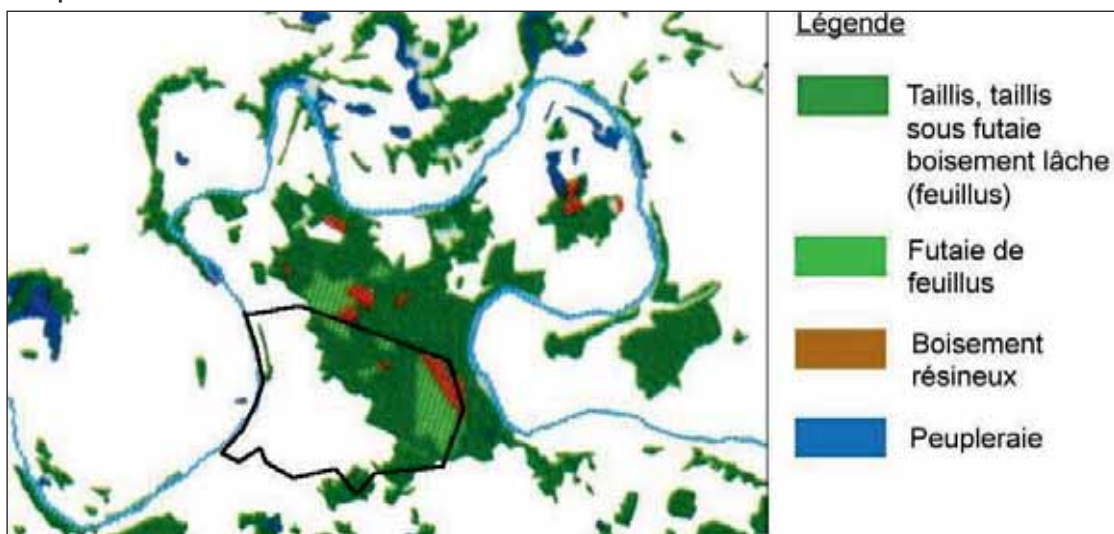 Légende
Taillis, taillis
sous futaie
boisement lâche
(feuillus)
Futaie de
feuillus
Boisement
résineux
Peupleraie